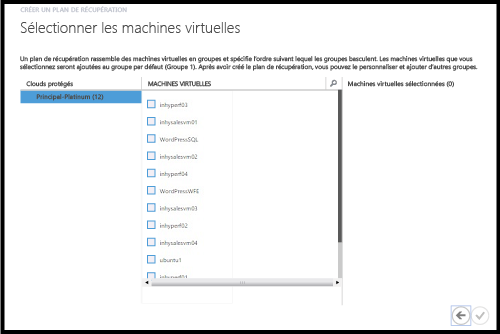 CRÉER UN PLAN DE RÉCUPÉRATION
Sélectionner les machines virtuelles
Un plan de récupération rassemble des machines virtuelles en groupes et spécifie l'ordre suivant lequel les groupes basculent. Les machines virtuelles que vous
sélectionnez seront ajoutées au groupe par défaut (Groupe 1). Après avoir créé le plan de récupération, vous pouvez le personnaliser et ajouter d'autres groupes.
Clouds protégés
MACHINES VIRTUELLES
Machines virtuelles sélectionnées (0)
Principal-Platinum (12)
inhyperf03
inhysalesvm01
WordPressSQL
inhysalesvm02
inhyperf04
WordPressWFE
inhysalesvm03
inhyperf02
inhysalesvm04
ubuntu1
inhyperf01